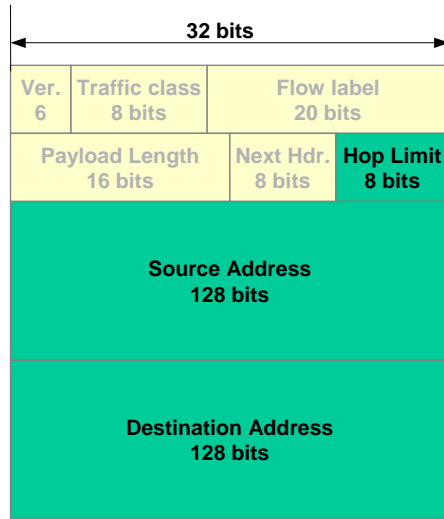 32 bits
Ver. Traffic class Flow label
6 8 bits 20 bits
Payload Length Next Hdr. Hop Limit
16 bits 8 bits 8 bits
Source Address
128 bits
Destination Address
128 bits